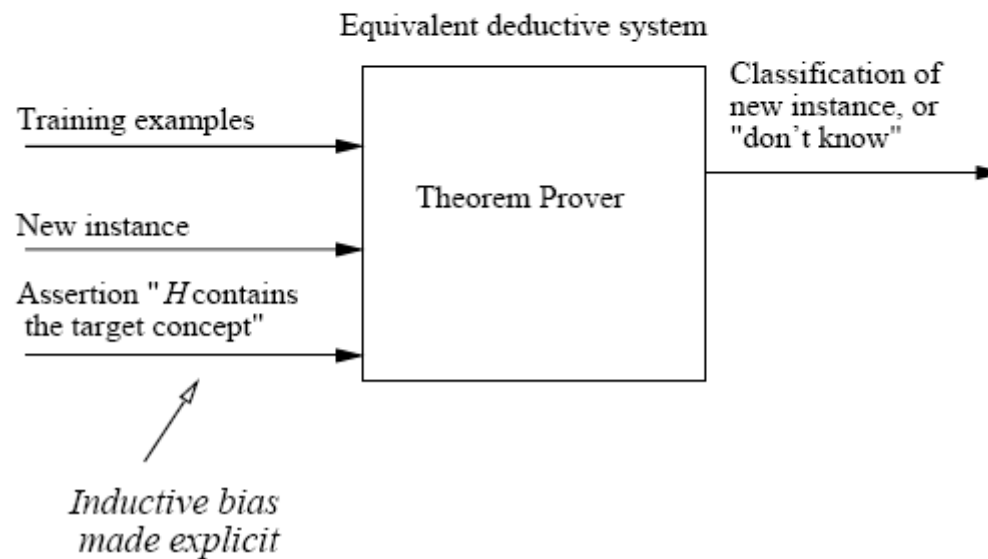 Equivalent deductive system
Training examples
New instance
Assertion "H contains
the target concept"
Inductive bias
made explicit
Theorem Prover
Classification of
new instance, or
"don't know"